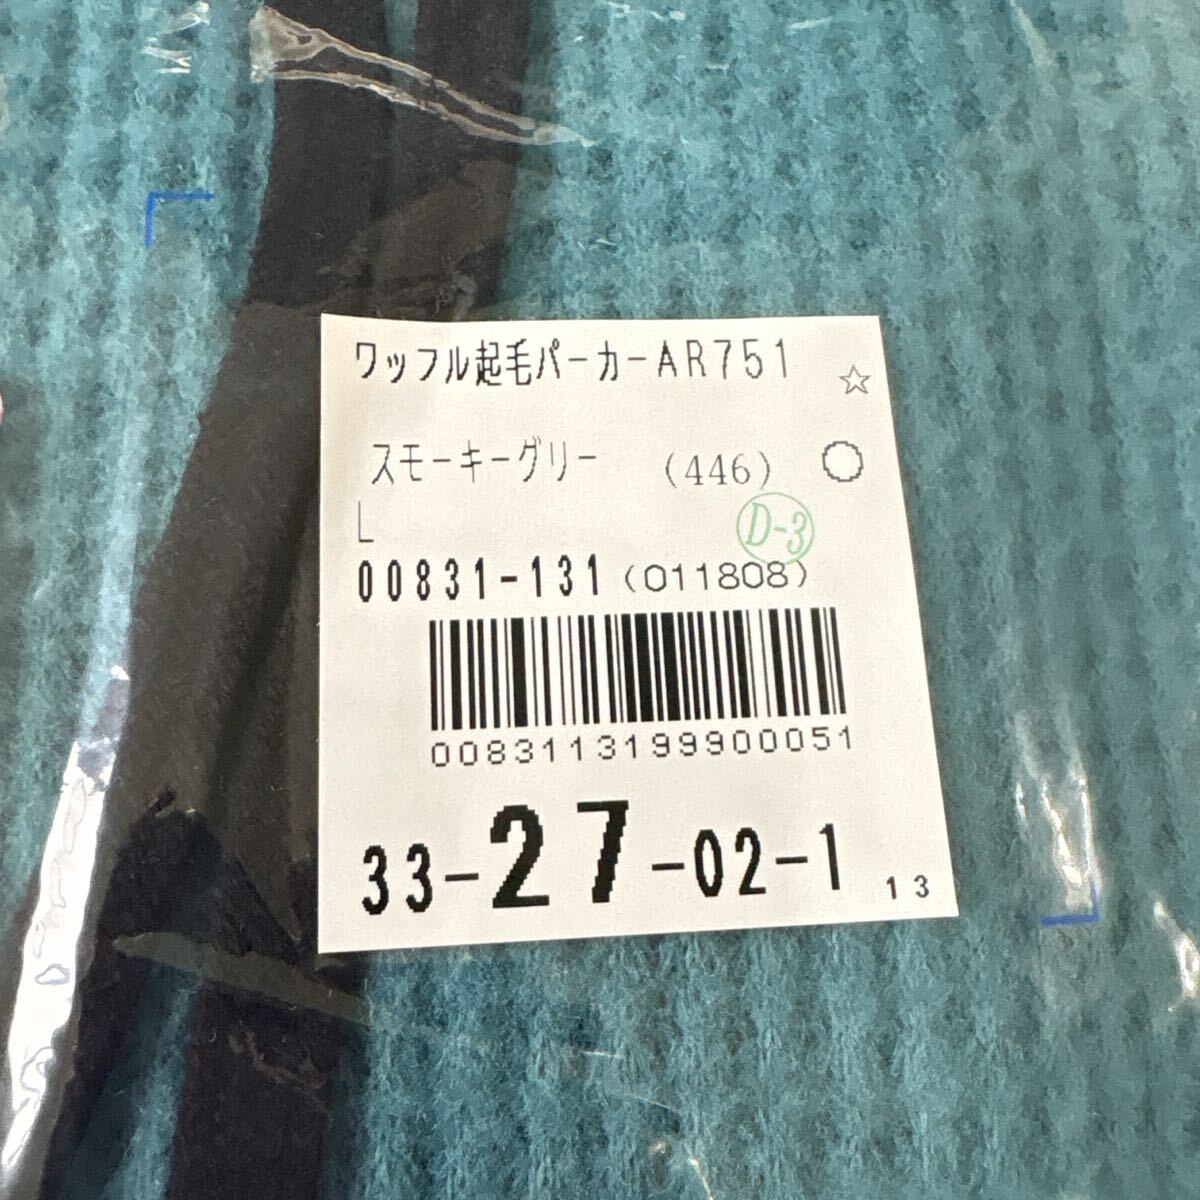 ワッフル起毛パーカーAR751
☆
スモーキーグリー (446) ○
L
D-3
00831-131 (011808)
0083113199900051
33-27-02-1 13